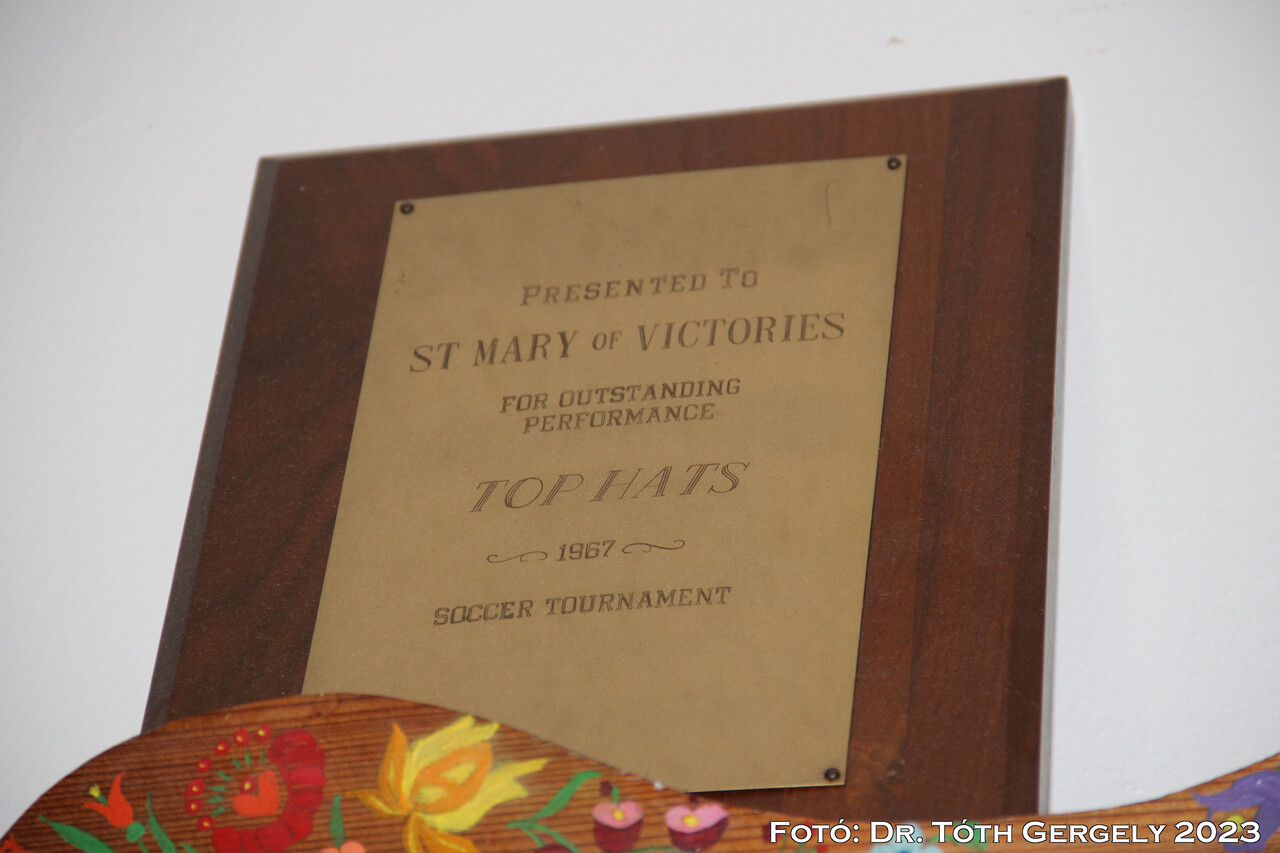 PRESENTED TO
ST MARY OF VICTORIES
FOR OUTSTANDING
PERFORMANCE
TOP HATS
1967
SOCCER TOURNAMENT
FOTÓ: DR. TÓTH GERGELY 2023